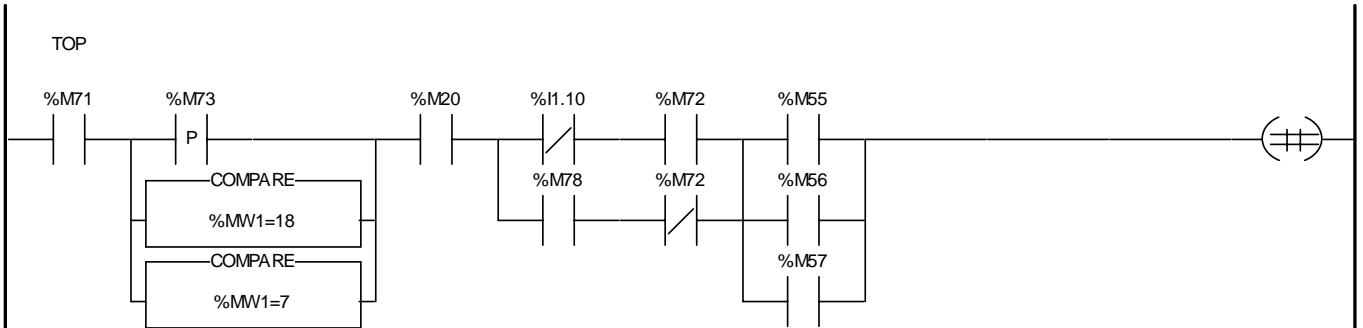 TOP
%M71 %M73 %M20 %I1.10 %M72 %M55
P
COMPARE %M78 %M72 %M56
%MW1=18
COMPARE %M57
%MW1=7